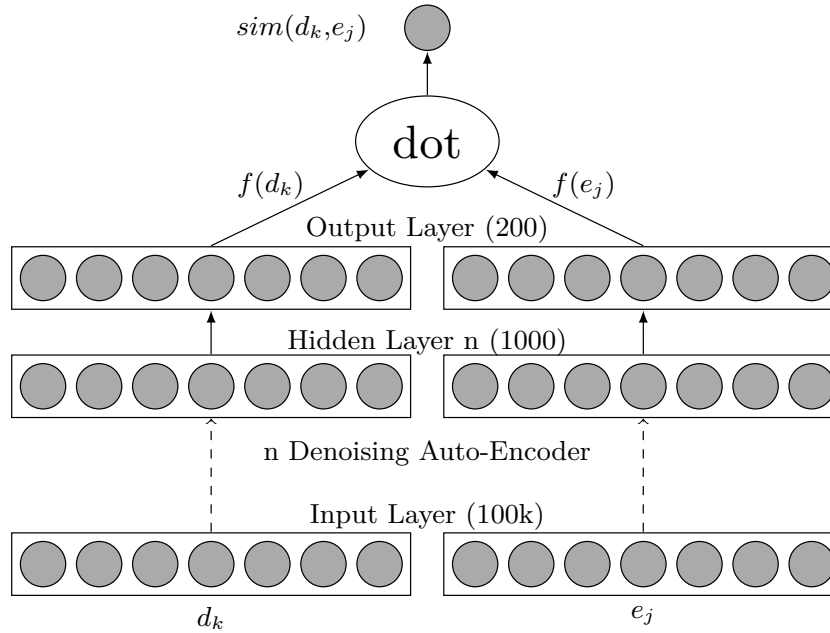 sim(d_k,e_j)
dot
f(d_k)
f(e_j)
Output Layer (200)
Hidden Layer n (1000)
n Denoising Auto-Encoder
Input Layer (100k)
d_k
e_j